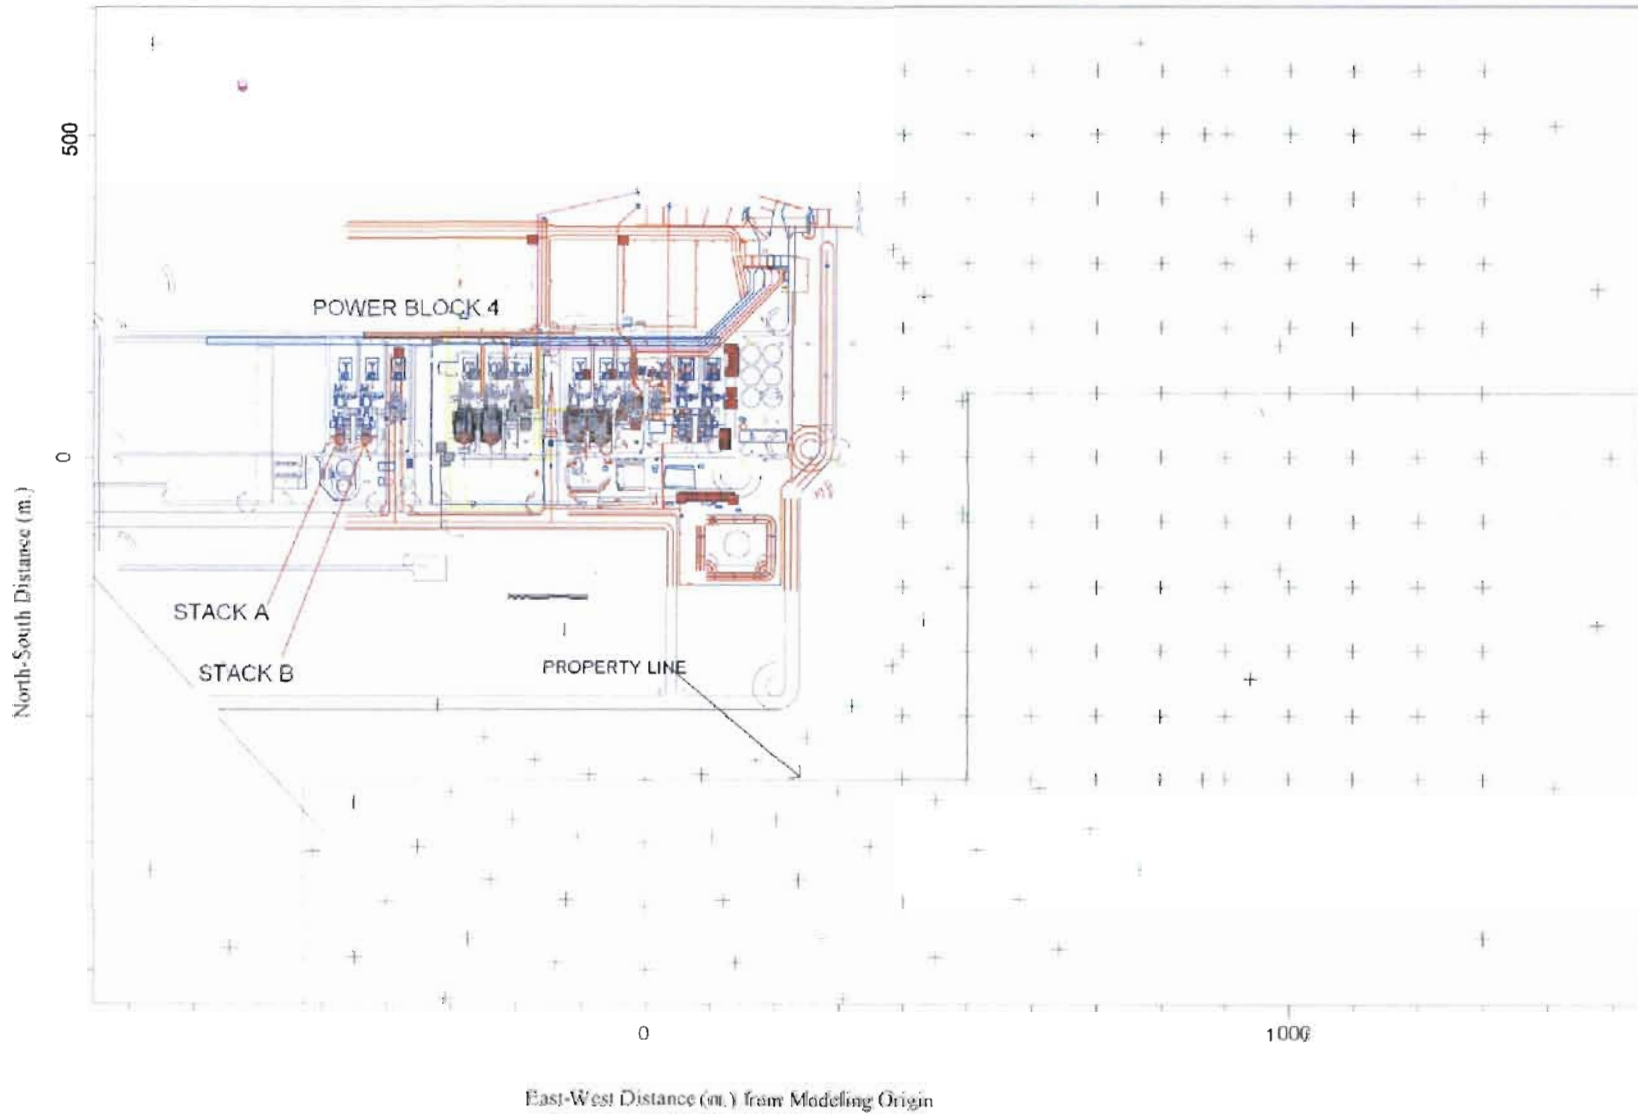 500
POWER BLOCK 4
0
North-South Distance (m.)
STACK A
STACK B
PROPERTY LINE
0
1000
East-West Distance (m.) from Modeling Origin